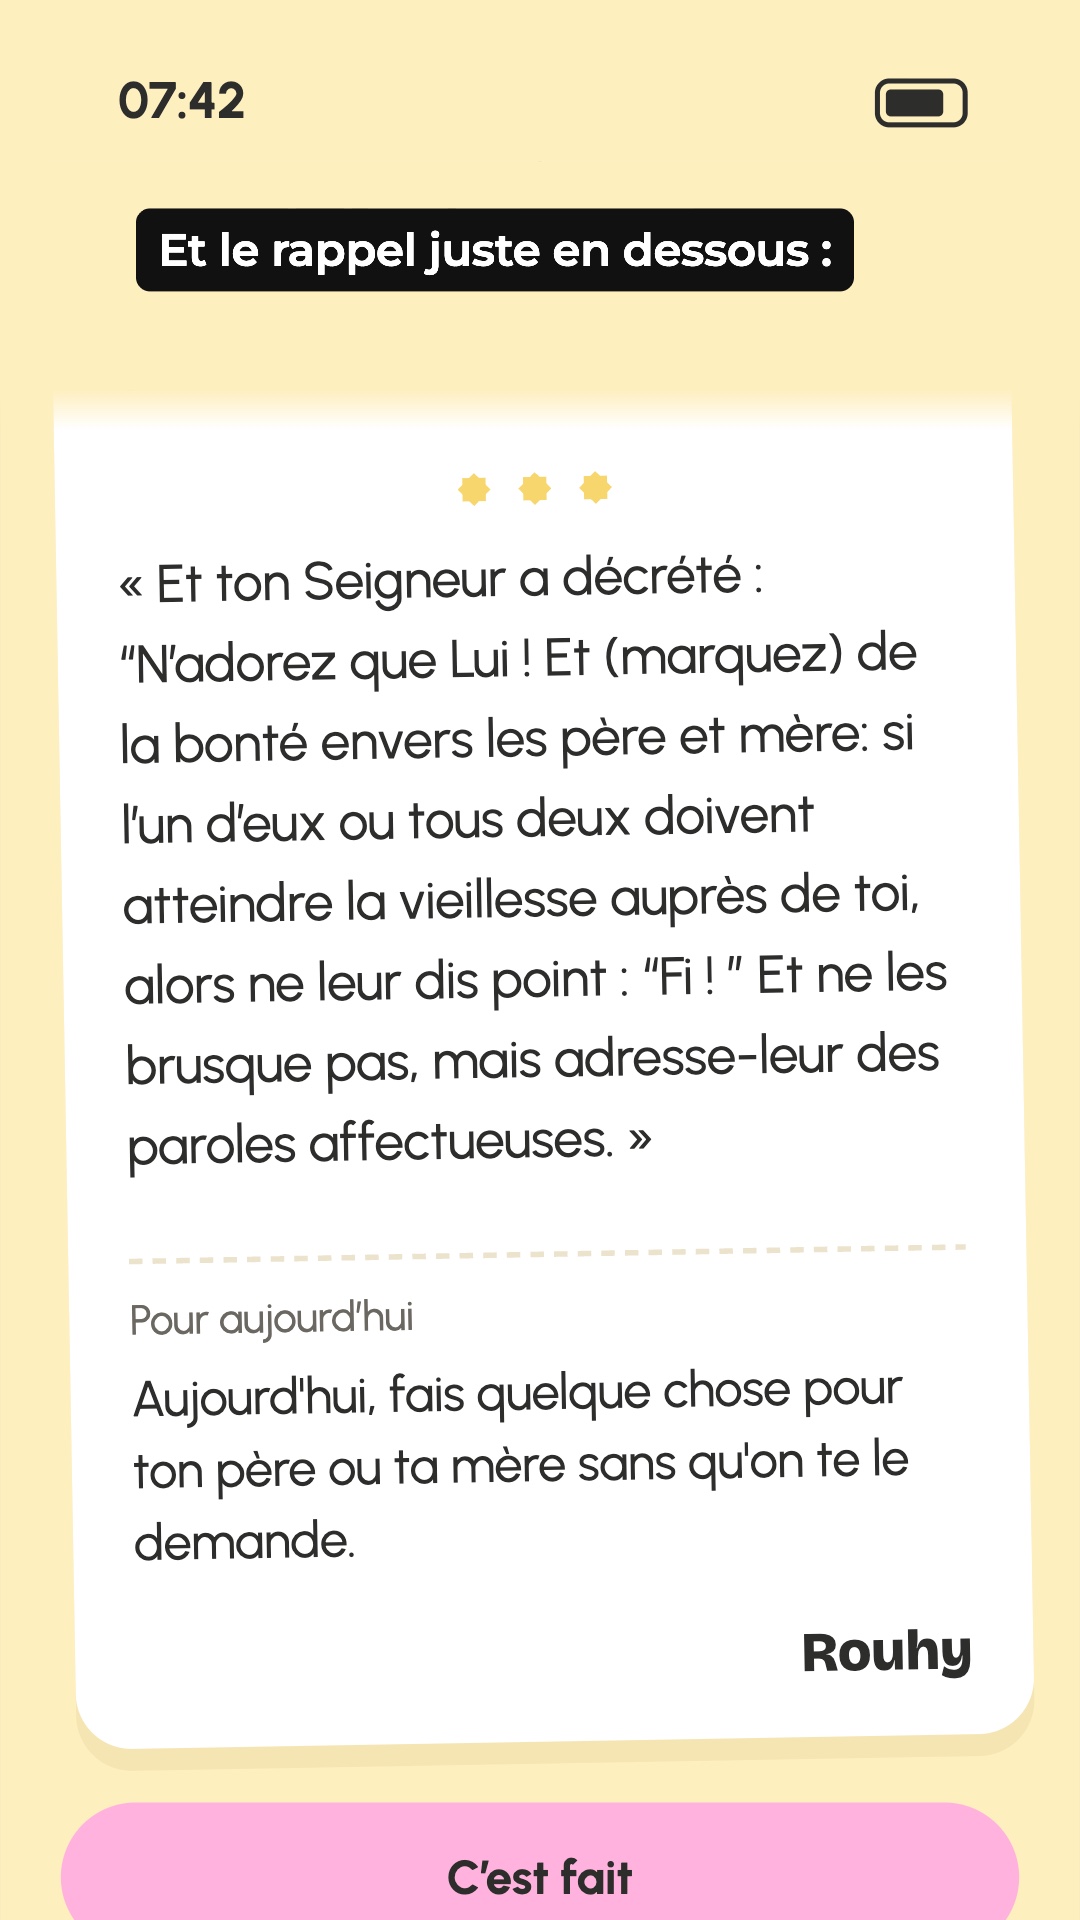 07:42
Et le rappel juste en dessous :
« Et ton Seigneur a décrété :
“N’adorez que Lui ! Et (marquez) de
la bonté envers les père et mère: si
l’un d’eux ou tous deux doivent
atteindre la vieillesse auprès de toi,
alors ne leur dis point : “Fi ! ” Et ne les
brusque pas, mais adresse-leur des
paroles affectueuses. »
Pour aujourd’hui
Aujourd'hui, fais quelque chose pour
ton père ou ta mère sans qu'on te le
demande.
Rouhy
C’est fait